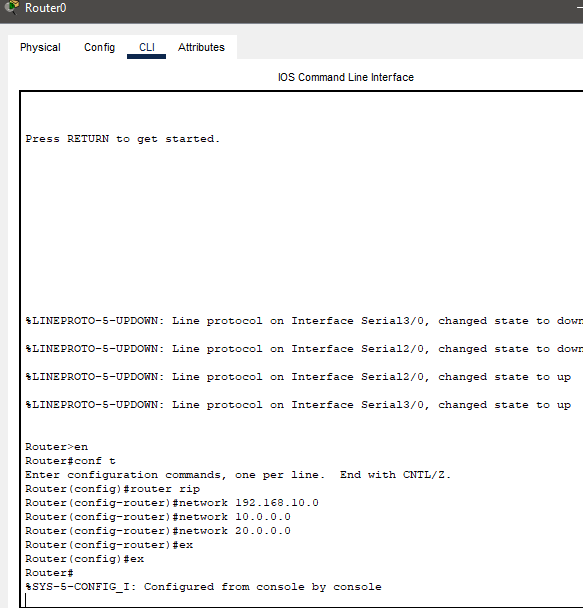 Router0
Physical Config CLI Attributes
IOS Command Line Interface
Press RETURN to get started.
%LINEPROTO-5-UPDOWN: Line protocol on Interface Serial3/0, changed state to down
%LINEPROTO-5-UPDOWN: Line protocol on Interface Serial2/0, changed state to down
%LINEPROTO-5-UPDOWN: Line protocol on Interface Serial2/0, changed state to up
%LINEPROTO-5-UPDOWN: Line protocol on Interface Serial3/0, changed state to up
Router>en
Router#conf t
Enter configuration commands, one per line.  End with CNTL/Z.
Router(config)#router rip
Router(config-router)#network 192.168.10.0
Router(config-router)#network 10.0.0.0
Router(config-router)#network 20.0.0.0
Router(config-router)#ex
Router(config)#ex
Router#
%SYS-5-CONFIG_I: Configured from console by console